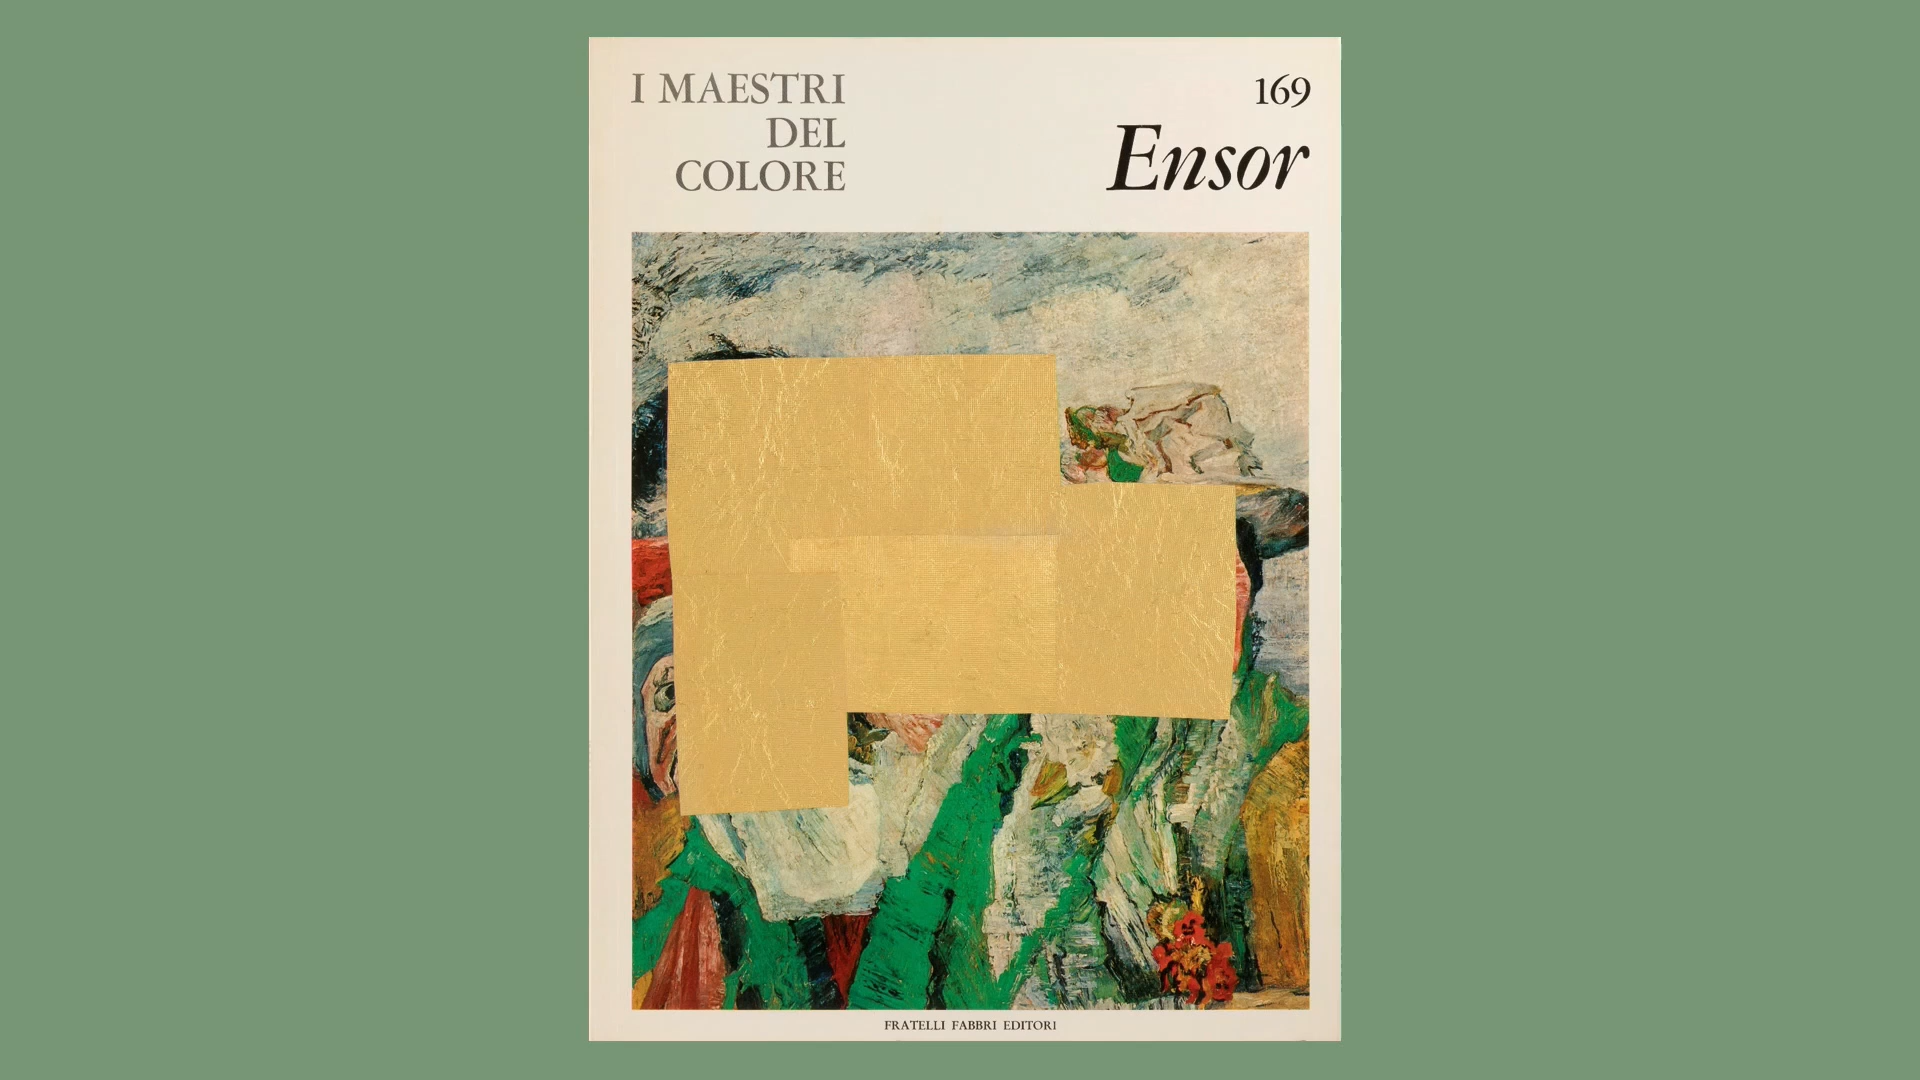 I MAESTRI
DEL
COLORE
169
Ensor
FRATELLI FABBRI EDITORI